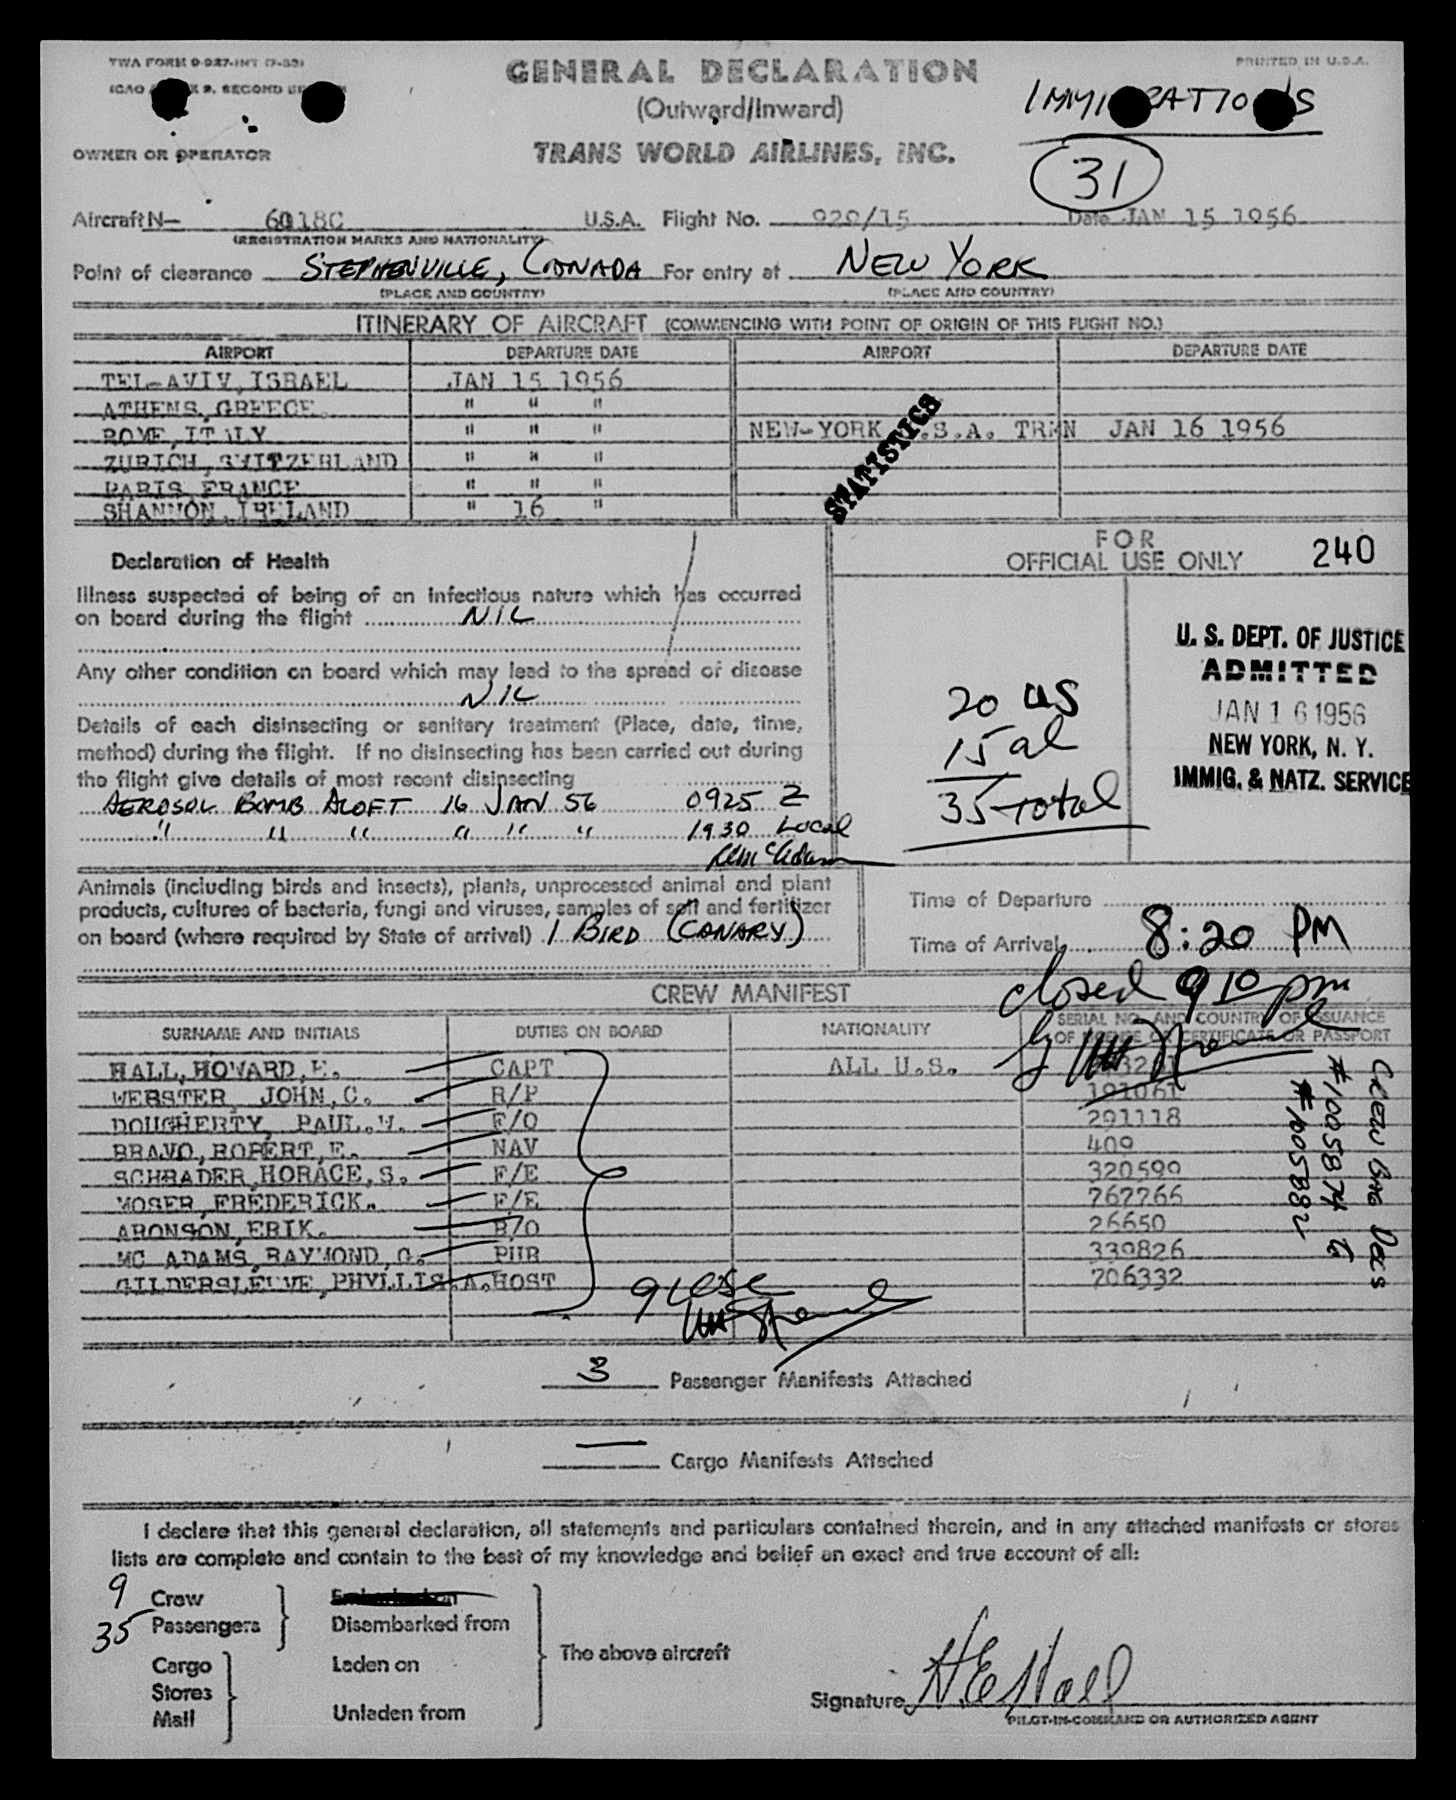 TWA FORM 9-927-INT (7-55)
PRINTED IN U.S.A.
GENERAL DECLARATION
ICAO 9, SECOND
(Outward/Inward)
OWNER OR OPERATOR
TRANS WORLD AIRLINES, INC.
31
Aircraft N- 6018C U.S.A. Flight No. 920/15 Date JAN 15 1956
(REGISTRATION MARKS AND NATIONALITY)
Point of clearance STEPHENVILLE, CANADA For entry at NEW YORK
(PLACE AND COUNTRY) (PLACE AND COUNTRY)
ITINERARY OF AIRCRAFT (COMMENCING WITH POINT OF ORIGIN OF THIS FLIGHT NO.)
AIRPORT DEPARTURE DATE AIRPORT DEPARTURE DATE
TEL-AVIV, ISRAEL JAN 15 1956
ATHENS, GREECE. " " "
ROME, ITALY " " " NEW-YORK .S.A. JAN 16 1956
ZURICH, SWITZERLAND " " "
PARIS, FRANCE " " "
SHANNON, IRELAND " 16 "
STATISTICS
Declaration of Health
Illness suspected of being of an infectious nature which has occurred
on board during the flight NIL
Any other condition on board which may lead to the spread of disease
NIL
Details of each disinsecting or sanitary treatment (Place, date, time,
method) during the flight. If no disinsecting has been carried out during
the flight give details of most recent disinsecting
AEROSOL BOMB ALOFT 16 JAN 56 0925 Z
" " " " " " 1930 LOCAL
FOR
OFFICIAL USE ONLY 240
U. S. DEPT. OF JUSTICE
ADMITTED
JAN 16 1956
NEW YORK, N. Y.
IMMIG. & NATZ. SERVICE
20 US
15 al
35 total
Animals (including birds and insects), plants, unprocessed animal and plant
products, cultures of bacteria, fungi and viruses, samples of soil and fertilizer
on board (where required by State of arrival) 1 BIRD (CANARY)
Time of Departure
Time of Arrival 8:20 PM
closed 9 10 pm
by
CREW MANIFEST
SURNAME AND INITIALS DUTIES ON BOARD NATIONALITY SERIAL NO. AND COUNTRY OF ISSUANCE
OF LICENSE OR CERTIFICATE OR PASSPORT
HALL, HOWARD, E. CAPT ALL U.S.
WEBSTER, JOHN, C. R/P 191061
DOUGHERTY, PAUL. W. F/O 291118
BRAVO, ROBERT, E. NAV 409
SCHRADER, HORACE, S. F/E 320599
MOSER, FREDERICK. F/E 767766
ARONSON, ERIK. R/O 26650
MC ADAMS, RAYMOND, G. PUR 339826
GILDERSLEUVE, PHYLLIS. A. HOST 706332
CREW BAG DECS
#1005874 to
#1005882
3 Passenger Manifests Attached
Cargo Manifests Attached
I declare that this general declaration, all statements and particulars contained therein, and in any attached manifests or stores
lists are complete and contain to the best of my knowledge and belief an exact and true account of all:
9 Crew
35 Passengers Disembarked from
The above aircraft
Cargo Laden on
Stores
Mail Unladen from
Signature H.E. Hall
PILOT-IN-COMMAND OR AUTHORIZED AGENT